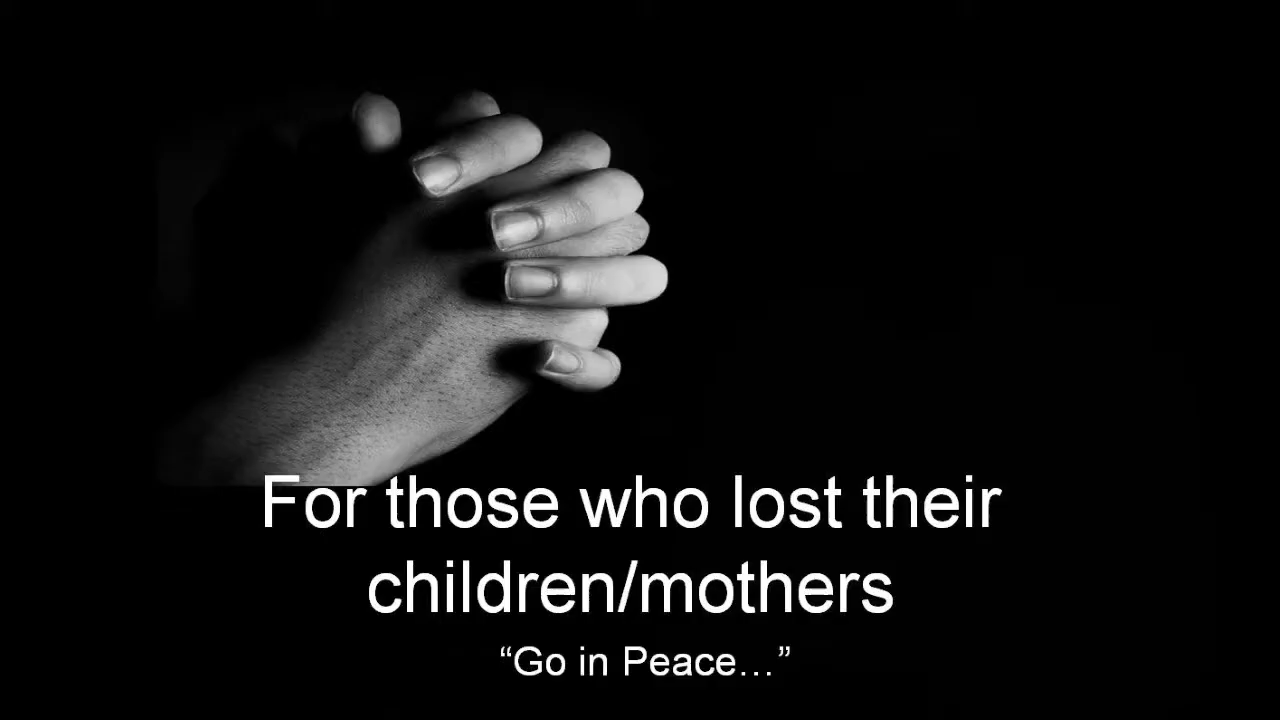 For those who lost their
children/mothers
“Go in Peace…”